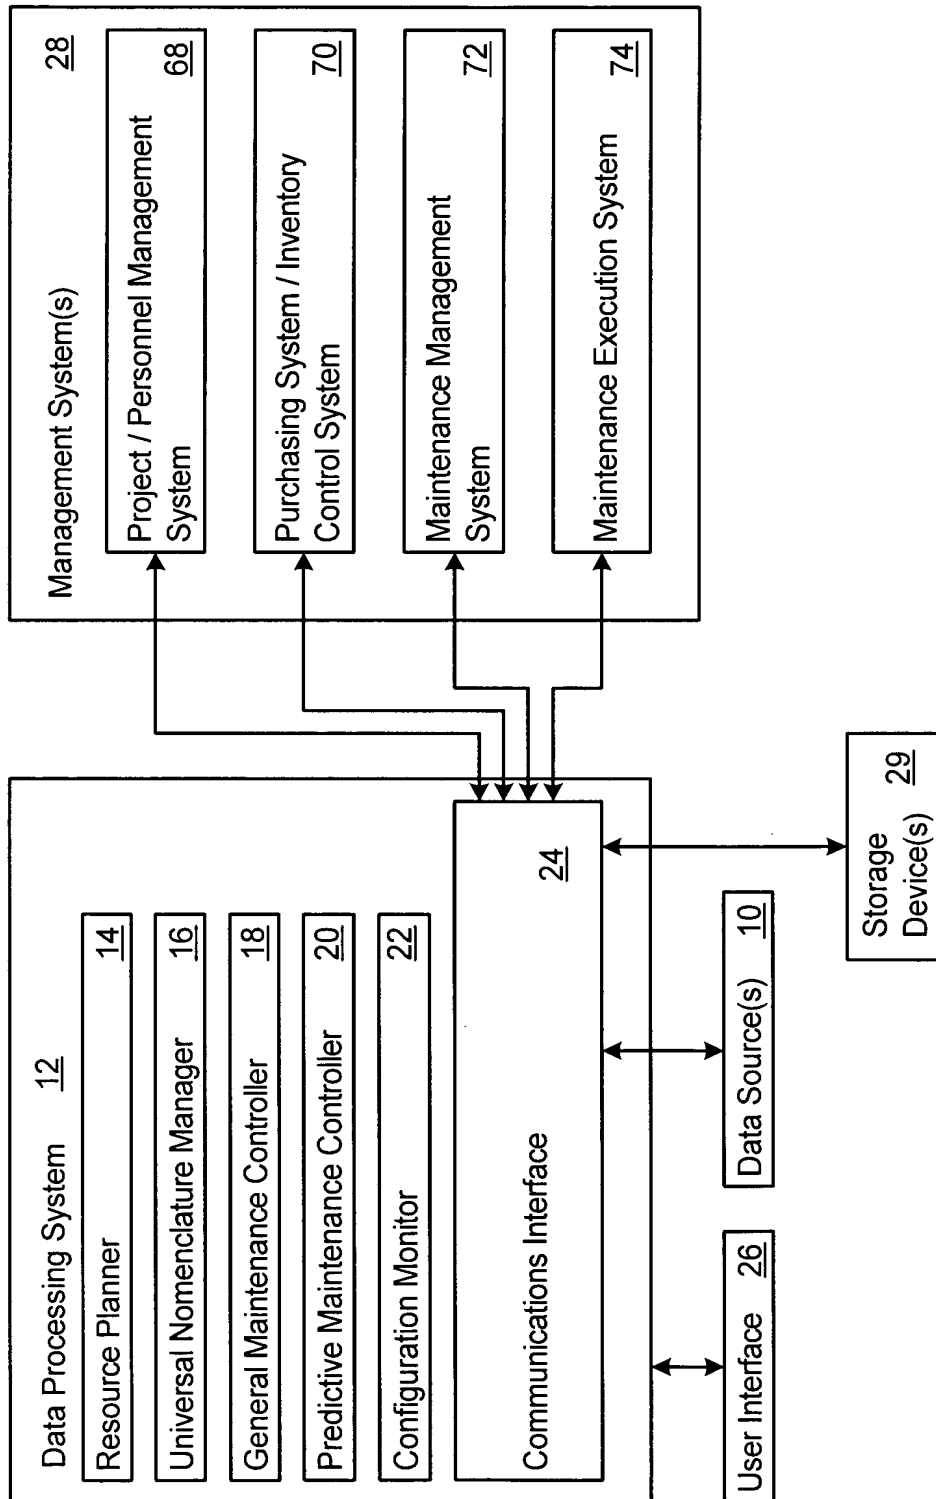 Data Processing System 12
Resource Planner 14
Universal Nomenclature Manager 16
General Maintenance Controller 18
Predictive Maintenance Controller 20
Configuration Monitor 22
Communications Interface 24
User Interface 26
Data Source(s) 10
Storage
Device(s) 29
Management System(s) 28
Project / Personnel Management
System 68
Purchasing System / Inventory
Control System 70
Maintenance Management
System 72
Maintenance Execution System 74